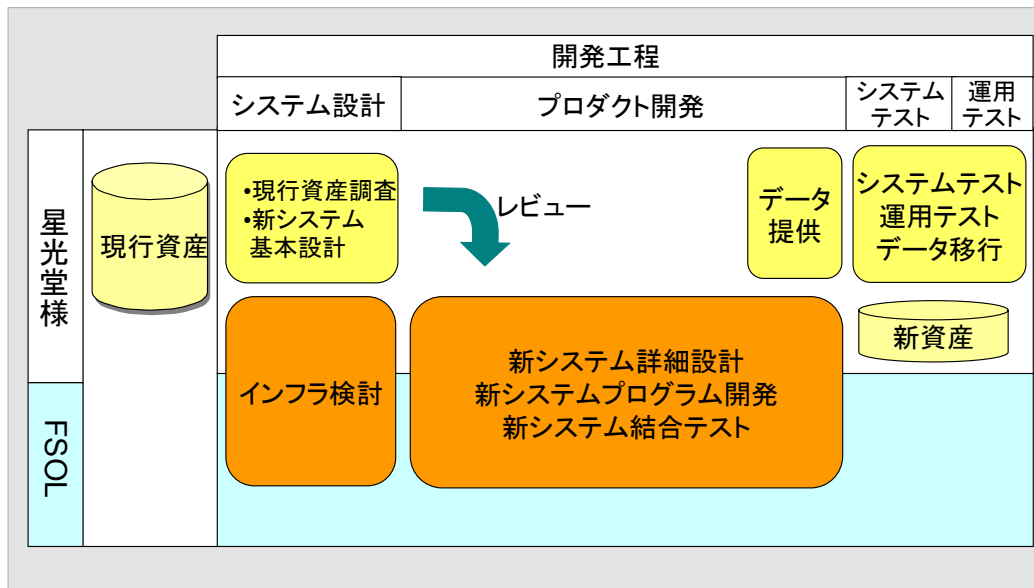 開発工程
システム設計
プロダクト開発
システム
テスト
運用
テスト
星光堂様
現行資産
•現行資産調査
•新システム
基本設計
レビュー
データ
提供
システムテスト
運用テスト
データ移行
新資産
インフラ検討
新システム詳細設計
新システムプログラム開発
新システム結合テスト
FSOL